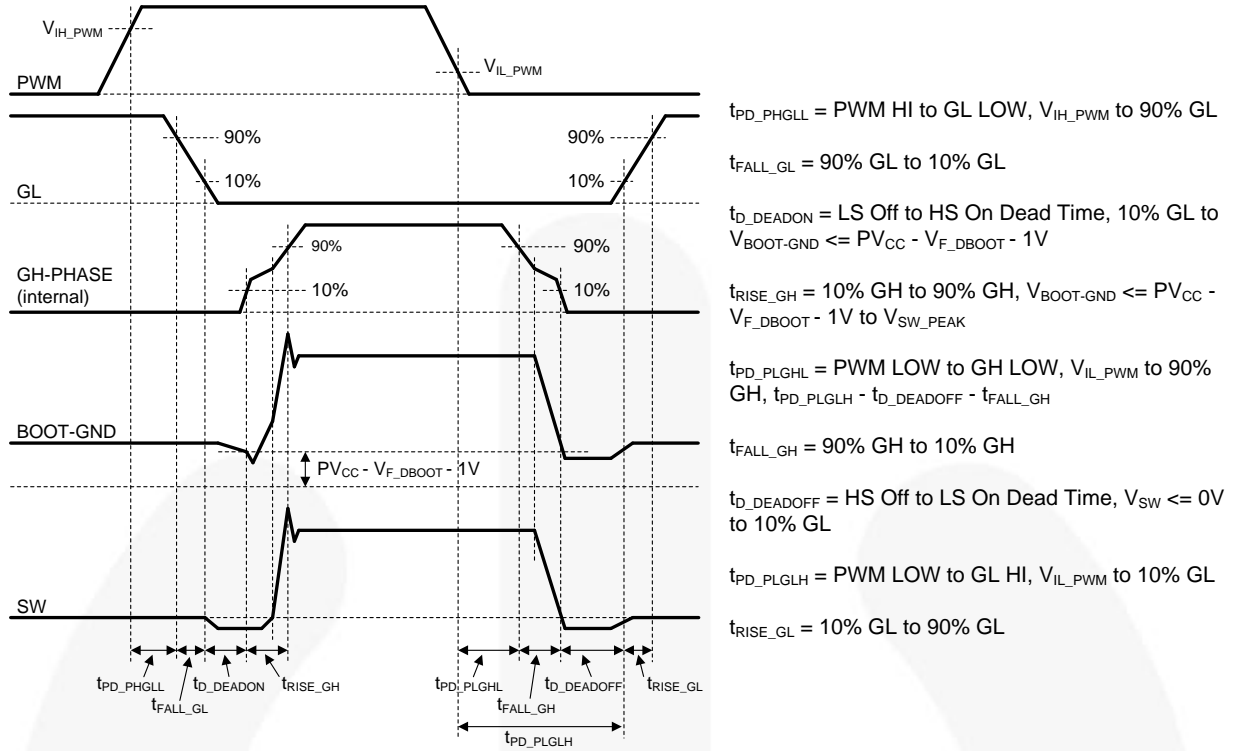 V_IH_PWM
V_IL_PWM
PWM
90%
90%
10%
10%
GL
90%
90%
GH-PHASE
(internal)
10%
10%
BOOT-GND
PV_CC - V_F_DBOOT - 1V
SW
t_PD_PHGLL
t_D_DEADON
t_RISE_GH
t_PD_PLGHL
t_D_DEADOFF
t_RISE_GL
t_FALL_GL
t_FALL_GH
t_PD_PLGLH
t_PD_PHGLL = PWM HI to GL LOW, V_IH_PWM to 90% GL
t_FALL_GL = 90% GL to 10% GL
t_D_DEADON = LS Off to HS On Dead Time, 10% GL to
V_BOOT-GND <= PV_CC - V_F_DBOOT - 1V
t_RISE_GH = 10% GH to 90% GH, V_BOOT-GND <= PV_CC -
V_F_DBOOT - 1V to V_SW_PEAK
t_PD_PLGHL = PWM LOW to GH LOW, V_IL_PWM to 90%
GH, t_PD_PLGLH - t_D_DEADOFF - t_FALL_GH
t_FALL_GH = 90% GH to 10% GH
t_D_DEADOFF = HS Off to LS On Dead Time, V_SW <= 0V
to 10% GL
t_PD_PLGLH = PWM LOW to GL HI, V_IL_PWM to 10% GL
t_RISE_GL = 10% GL to 90% GL